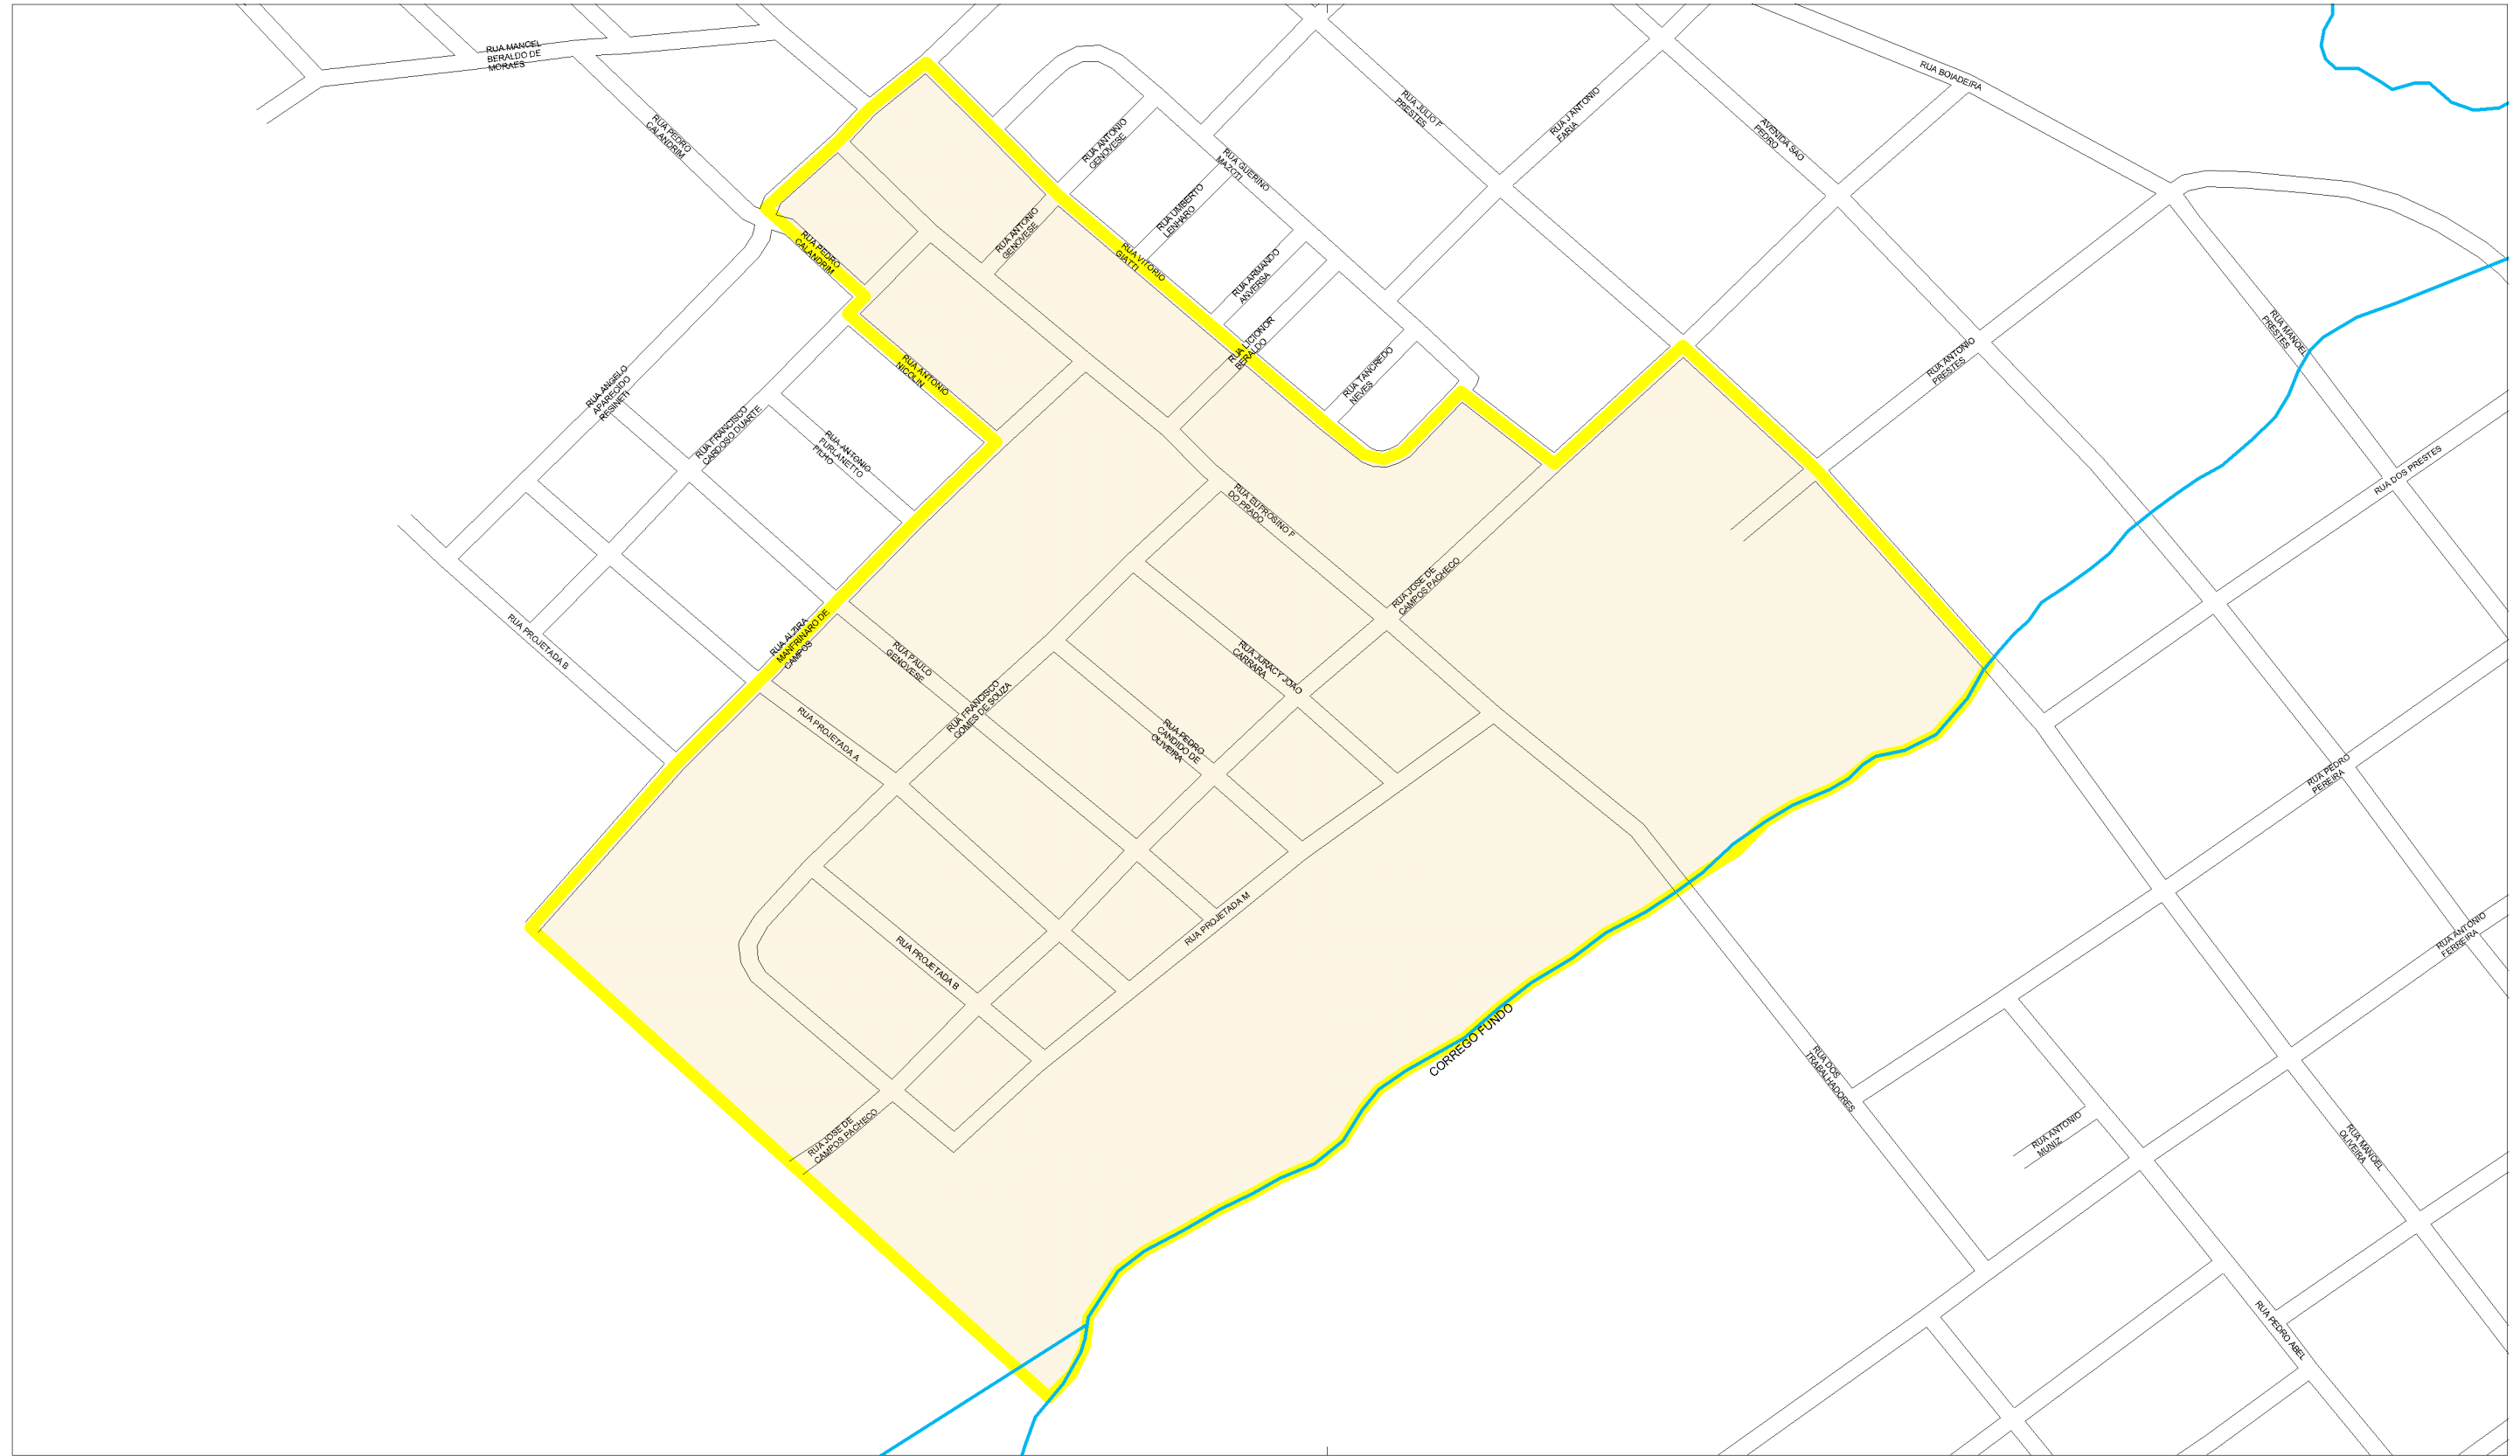 RUA MANOEL
BERALDO DE
MORAES
RUA PEDRO
CALANDRIM
RUA ANTONIO
GENOVESE
RUA JULIO F
PRESTES
RUA J ANTONIO
FARIA
AVENIDA SAO
PEDRO
RUA BOIADEIRA
RUA GUERINO
MAZOTI
RUA UMBERTO
LENHARO
RUA ANTONIO
GENOVESE
RUA PEDRO
CALANDRIM
RUA VITORIO
GIATTI
RUA ARMANDO
ANVERSA
RUA LICIONOR
BERALDO
RUA TANCREDO
NEVES
RUA ANTONIO
PRESTES
RUA MANOEL
PRESTES
RUA ANTONIO
NICOLIN
RUA ANGELO
APARECIDO
RESINETI
RUA FRANCISCO
CARDOSO DUARTE
RUA ANTONIO
FURLANETTO
FILHO
RUA DOS PRESTES
RUA EUFROSINO F
DO PRADO
RUA JOSE DE
CAMPOS PACHECO
RUA PROJETADA B
RUA ALZIRA
MANFRINARO DE
CAMPOS
RUA PAULO
GENOVESE
RUA JURACY JOAO
CARRARA
RUA FRANCISCO
GOMES DE SOUZA
RUA PROJETADA A
RUA PEDRO
CANDIDO DE
OLIVEIRA
RUA PEDRO
PEREIRA
RUA PROJETADA M
RUA PROJETADA B
RUA ANTONIO
FERREIRA
CORREGO FUNDO
RUA DOS
TRABALHADORES
RUA JOSE DE
CAMPOS PACHECO
RUA ANTONIO
MUNIZ
RUA MANOEL
OLIVEIRA
RUA PEDRO ABEL